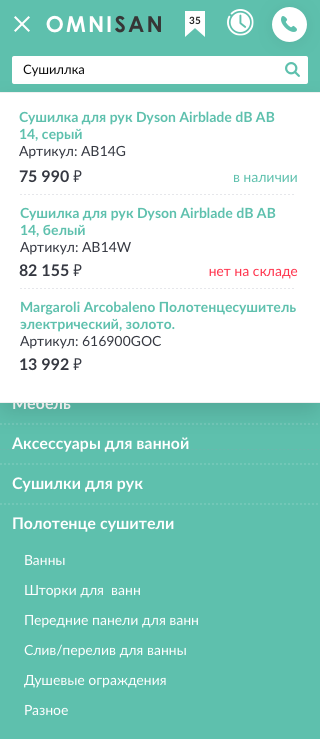 OMNISAN
35
Сушиллка
Сушилка для рук Dyson Airblade dB AB
14, серый
Артикул: AB14G
75 990 ₽
в наличии
Сушилка для рук Dyson Airblade dB AB
14, белый
Артикул: AB14W
82 155 ₽
нет на складе
Margaroli Arcobaleno Полотенцесушитель
электрический, золото.
Артикул: 616900GOC
13 992 ₽
Мебель
Аксессуары для ванной
Сушилки для рук
Полотенце сушители
Ванны
Шторки для  ванн
Передние панели для ванн
Слив/перелив для ванны
Душевые ограждения
Разное